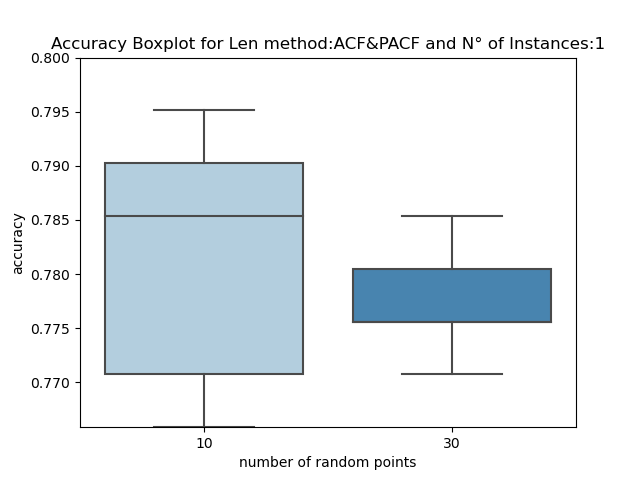 Accuracy Boxplot for Len method:ACF&PACF and N° of Instances:1
0.800
0.795
0.790
0.785
0.780
0.775
0.770
accuracy
10 30
number of random points